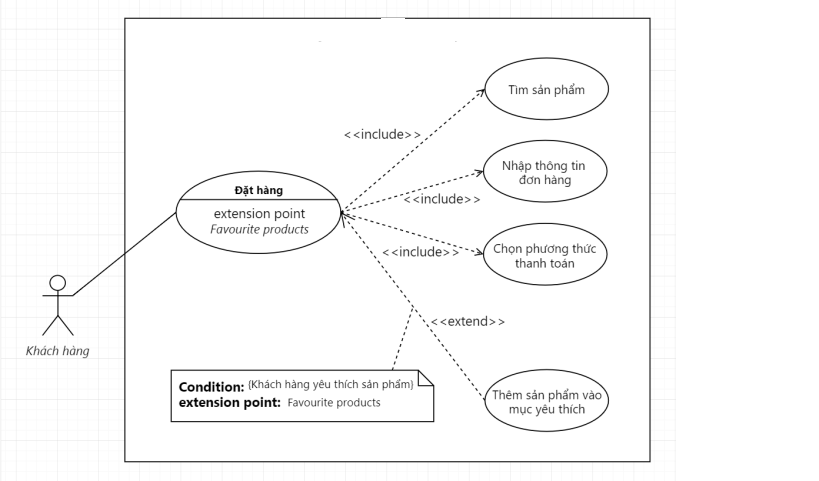 Tìm sản phẩm
<<include>>
Nhập thông tin
đơn hàng
Đặt hàng
<<include>>
extension point
Favourite products
Chọn phương thức
<<include>>
thanh toán
<<extend>>
Khách hàng
Condition: {Khách hàng yêu thích sản phẩm}
extension point: Favourite products
Thêm sản phẩm vào
mục yêu thích